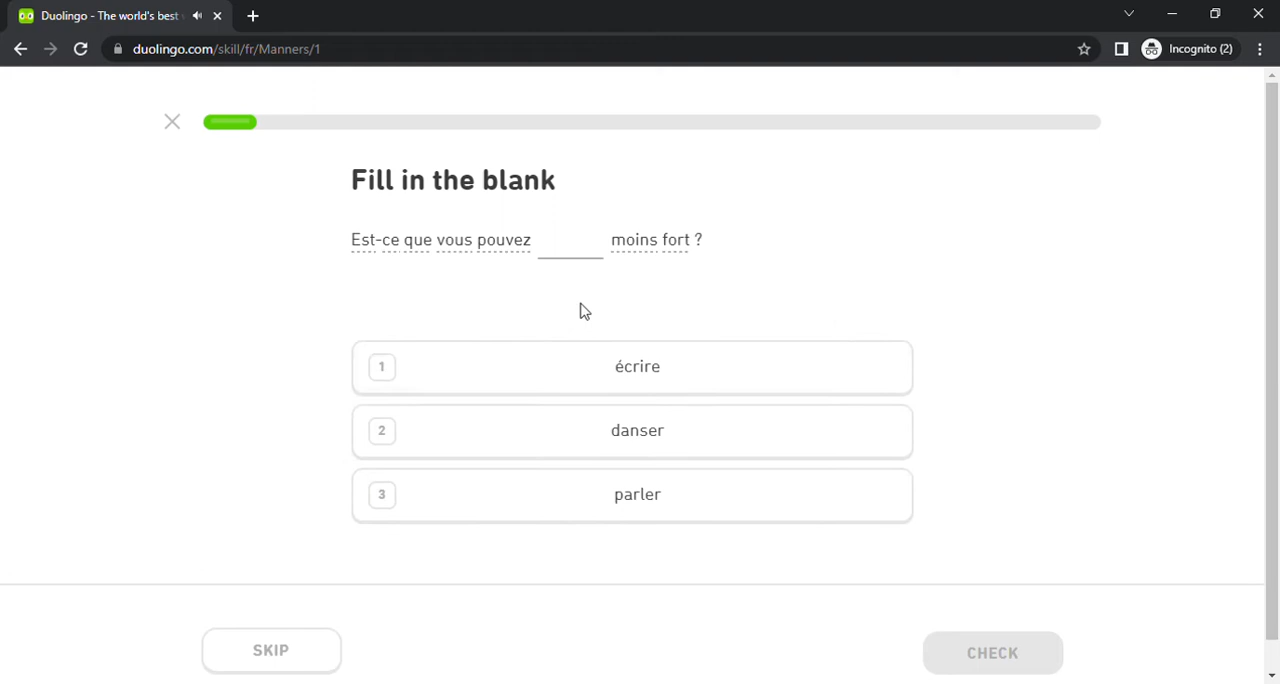 Duolingo - The world's best
duolingo.com/skill/fr/Manners/1
Incognito (2)
Fill in the blank
Est-ce que vous pouvez ______ moins fort ?
1 écrire
2 danser
3 parler
SKIP
CHECK